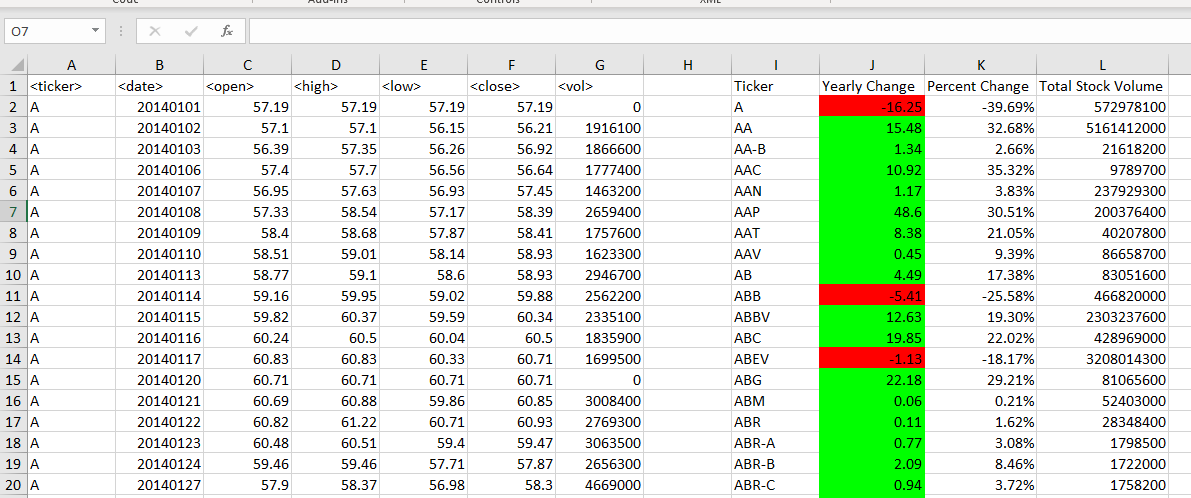 Code Add-ins Controls XML
O7 fx
A B C D E F G H I J K L
1 <ticker> <date> <open> <high> <low> <close> <vol> Ticker Yearly Change Percent Change Total Stock Volume
2 A 20140101 57.19 57.19 57.19 57.19 0 A -16.25 -39.69% 572978100
3 A 20140102 57.1 57.1 56.15 56.21 1916100 AA 15.48 32.68% 5161412000
4 A 20140103 56.39 57.35 56.26 56.92 1866600 AA-B 1.34 2.66% 21618200
5 A 20140106 57.4 57.7 56.56 56.64 1777400 AAC 10.92 35.32% 9789700
6 A 20140107 56.95 57.63 56.93 57.45 1463200 AAN 1.17 3.83% 237929300
7 A 20140108 57.33 58.54 57.17 58.39 2659400 AAP 48.6 30.51% 200376400
8 A 20140109 58.4 58.68 57.87 58.41 1757600 AAT 8.38 21.05% 40207800
9 A 20140110 58.51 59.01 58.14 58.93 1623300 AAV 0.45 9.39% 86658700
10 A 20140113 58.77 59.1 58.6 58.93 2946700 AB 4.49 17.38% 83051600
11 A 20140114 59.16 59.95 59.02 59.88 2562200 ABB -5.41 -25.58% 466820000
12 A 20140115 59.82 60.37 59.59 60.34 2335100 ABBV 12.63 19.30% 2303237600
13 A 20140116 60.24 60.5 60.04 60.5 1835900 ABC 19.85 22.02% 428969000
14 A 20140117 60.83 60.83 60.33 60.71 1699500 ABEV -1.13 -18.17% 3208014300
15 A 20140120 60.71 60.71 60.71 60.71 0 ABG 22.18 29.21% 81065600
16 A 20140121 60.69 60.88 59.86 60.85 3008400 ABM 0.06 0.21% 52403000
17 A 20140122 60.82 61.22 60.71 60.93 2769300 ABR 0.11 1.62% 28348400
18 A 20140123 60.48 60.51 59.4 59.47 3063500 ABR-A 0.77 3.08% 1798500
19 A 20140124 59.46 59.46 57.71 57.87 2656300 ABR-B 2.09 8.46% 1722000
20 A 20140127 57.9 58.37 56.98 58.3 4669000 ABR-C 0.94 3.72% 1758200